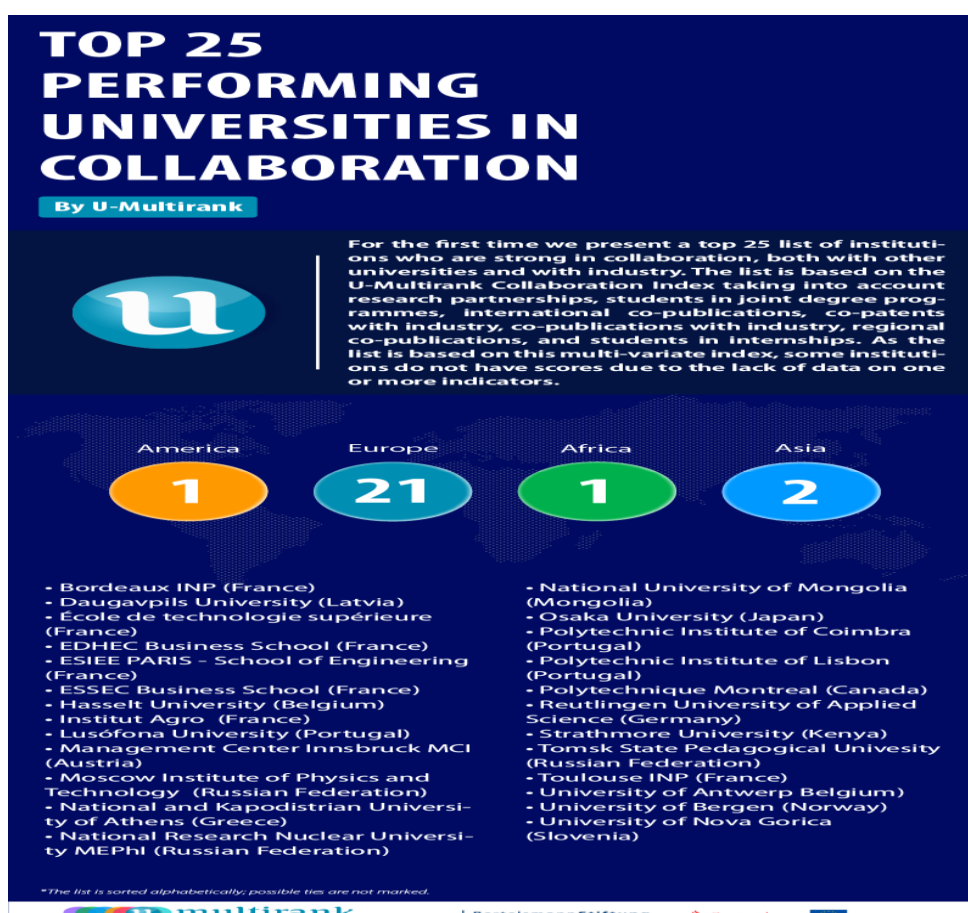 TOP 25
PERFORMING
UNIVERSITIES IN
COLLABORATION
By U-Multirank
For the first time we present a top 25 list of instituti-
ons who are strong in collaboration, both with other
universities and with industry. The list is based on the
U-Multirank Collaboration Index taking into account
research partnerships, students in joint degree prog-
rammes, international co-publications, co-patents
with industry, co-publications with industry, regional
co-publications, and students in internships. As the
list is based on this multi-variate index, some instituti-
ons do not have scores due to the lack of data on one
or more indicators.
u
America
Europe
Africa
Asia
1
21
1
2
• Bordeaux INP (France)
• Daugavpils University (Latvia)
• École de technologie supérieure
(France)
• EDHEC Business School (France)
• ESIEE PARIS – School of Engineering
(France)
• ESSEC Business School (France)
• Hasselt University (Belgium)
• Institut Agro (France)
• Lusófona University (Portugal)
• Management Center Innsbruck MCI
(Austria)
• Moscow Institute of Physics and
Technology (Russian Federation)
• National and Kapodistrian Universi-
ty of Athens (Greece)
• National Research Nuclear Universi-
ty MEPhI (Russian Federation)
• National University of Mongolia
(Mongolia)
• Osaka University (Japan)
• Polytechnic Institute of Coimbra
(Portugal)
• Polytechnic Institute of Lisbon
(Portugal)
• Polytechnique Montreal (Canada)
• Reutlingen University of Applied
Science (Germany)
• Strathmore University (Kenya)
• Tomsk State Pedagogical Univesity
(Russian Federation)
• Toulouse INP (France)
• University of Antwerp Belgium)
• University of Bergen (Norway)
• University of Nova Gorica
(Slovenia)
*The list is sorted alphabetically; possible ties are not marked.
u multirank